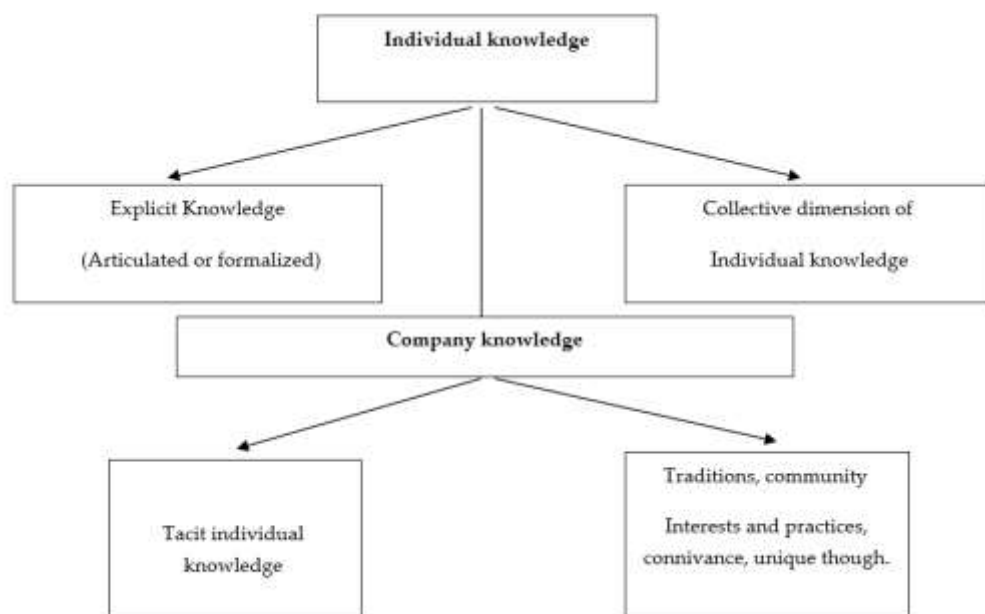 Individual knowledge
Explicit Knowledge
(Articulated or formalized)
Collective dimension of
Individual knowledge
Company knowledge
Tacit individual
knowledge
Traditions, community
Interests and practices,
connivance, unique though.